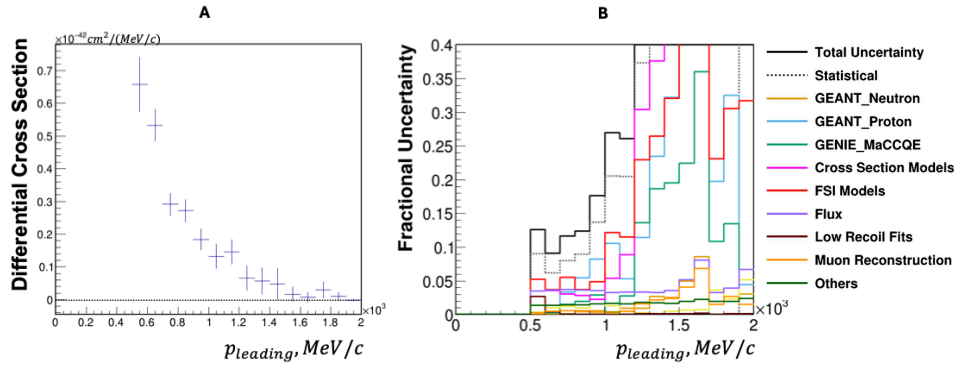 A
B
×10⁻⁴² cm²/(MeV/c)
Differential Cross Section
0.7
0.6
0.5
0.4
0.3
0.2
0.1
0
0 0.2 0.4 0.6 0.8 1 1.2 1.4 1.6 1.8 2
×10³
p_leading, MeV/c
Fractional Uncertainty
0.4
0.35
0.3
0.25
0.2
0.15
0.1
0.05
0
0 0.5 1 1.5 2
×10³
p_leading, MeV/c
Total Uncertainty
Statistical
GEANT_Neutron
GEANT_Proton
GENIE_MaCCQE
Cross Section Models
FSI Models
Flux
Low Recoil Fits
Muon Reconstruction
Others